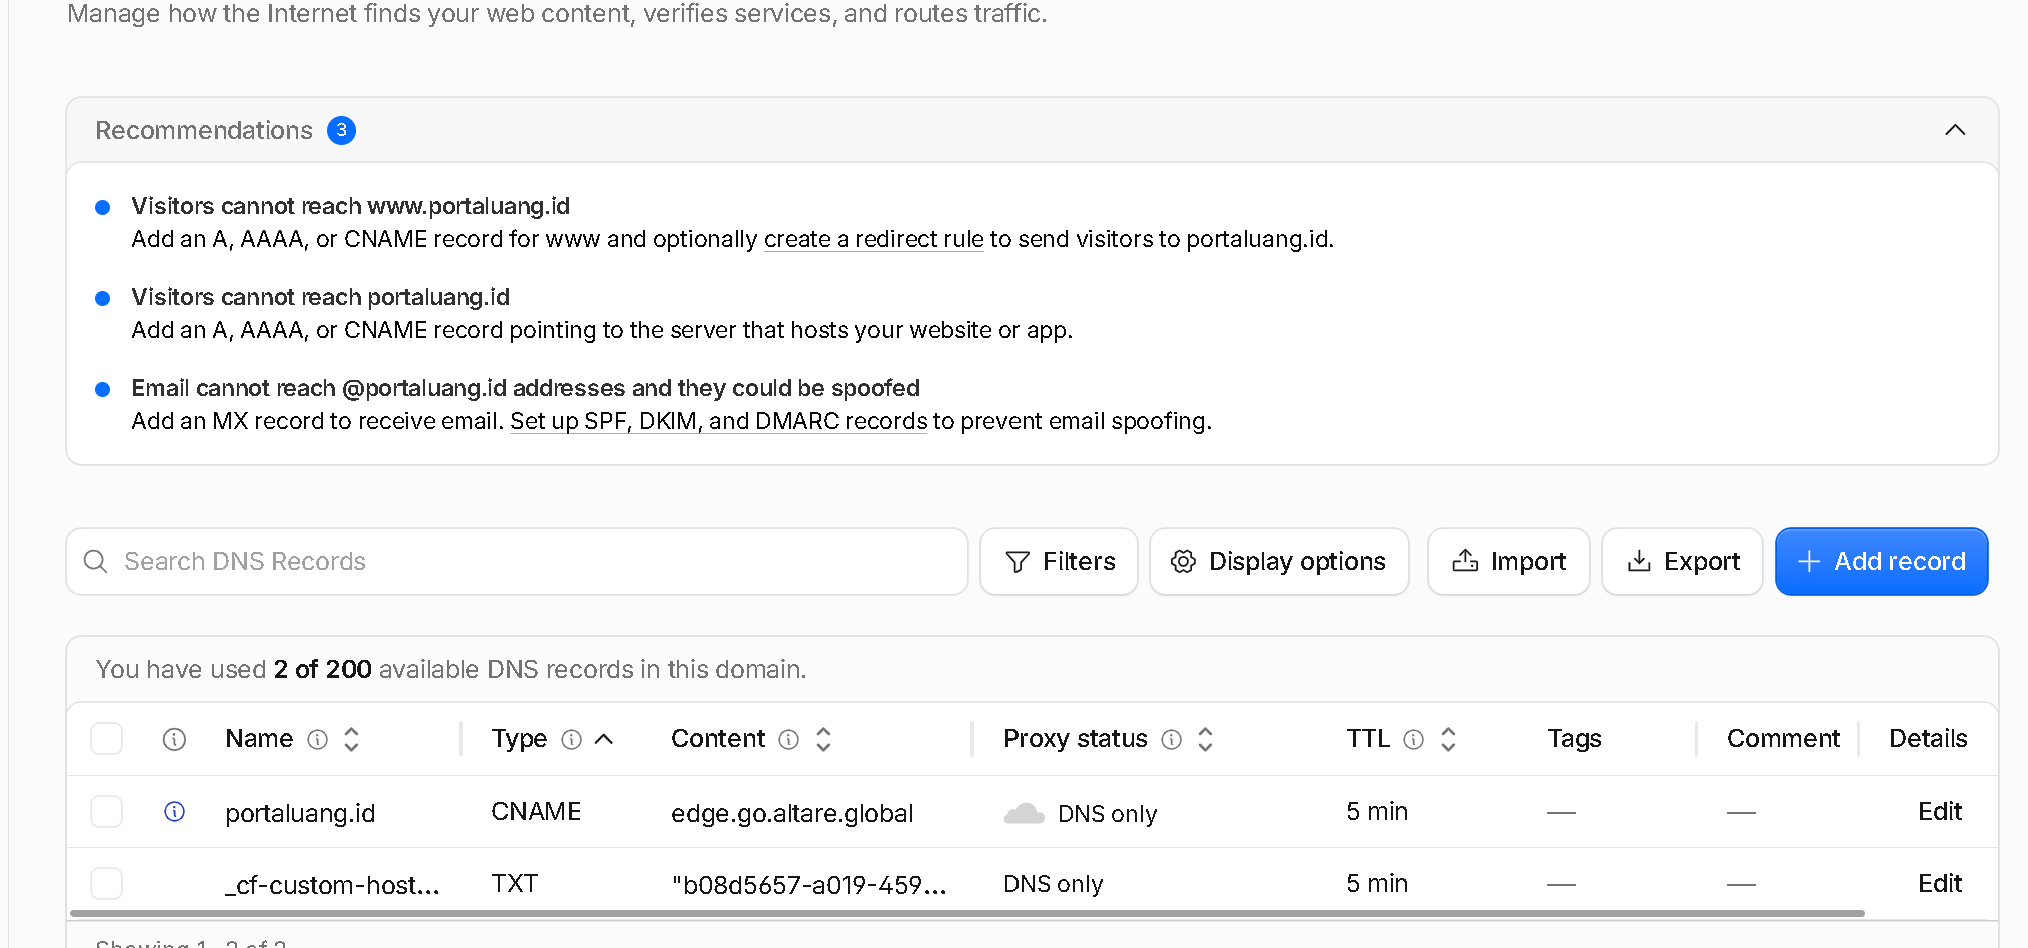 Manage how the Internet finds your web content, verifies services, and routes traffic.
Recommendations 3
Visitors cannot reach www.portaluang.id
Add an A, AAAA, or CNAME record for www and optionally create a redirect rule to send visitors to portaluang.id.
Visitors cannot reach portaluang.id
Add an A, AAAA, or CNAME record pointing to the server that hosts your website or app.
Email cannot reach @portaluang.id addresses and they could be spoofed
Add an MX record to receive email. Set up SPF, DKIM, and DMARC records to prevent email spoofing.
Search DNS Records Filters Display options Import Export Add record
You have used 2 of 200 available DNS records in this domain.
Name Type Content Proxy status TTL Tags Comment Details
portaluang.id CNAME edge.go.altare.global DNS only 5 min — — Edit
_cf-custom-host... TXT "b08d5657-a019-459... DNS only 5 min — — Edit